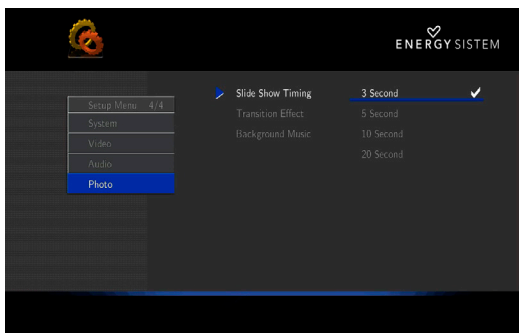 ENERGY SISTEM
Setup Menu 4/4
System
Video
Audio
Photo
Slide Show Timing
Transition Effect
Background Music
3 Second
5 Second
10 Second
20 Second